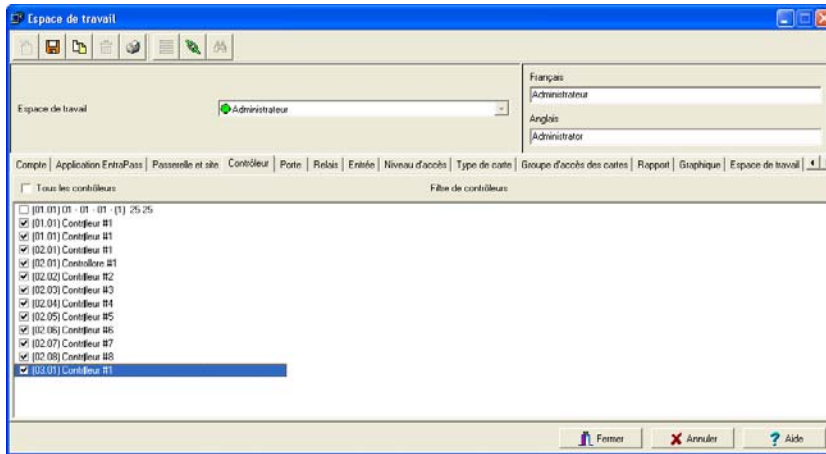 Espace de travail
Français
Administrateur
Espace de travail
Administrateur
Anglais
Administrator
Compte Application EntraPass Passerelle et site Contrôleur Porte Relais Entrée Niveau d'accès Type de carte Groupe d'accès des cartes Rapport Graphique Espace de travail
Tous les contrôleurs Filtre de contrôleurs
(01.01) 01 - 01 - 01 - (1) 25 25
(01.01) Contrôleur #1
(01.01) Contrôleur #1
(02.01) Contrôleur #1
(02.01) Controllore #1
(02.02) Contrôleur #2
(02.03) Contrôleur #3
(02.04) Contrôleur #4
(02.05) Contrôleur #5
(02.06) Contrôleur #6
(02.07) Contrôleur #7
(02.08) Contrôleur #8
(03.01) Contrôleur #1
Fermer Annuler Aide